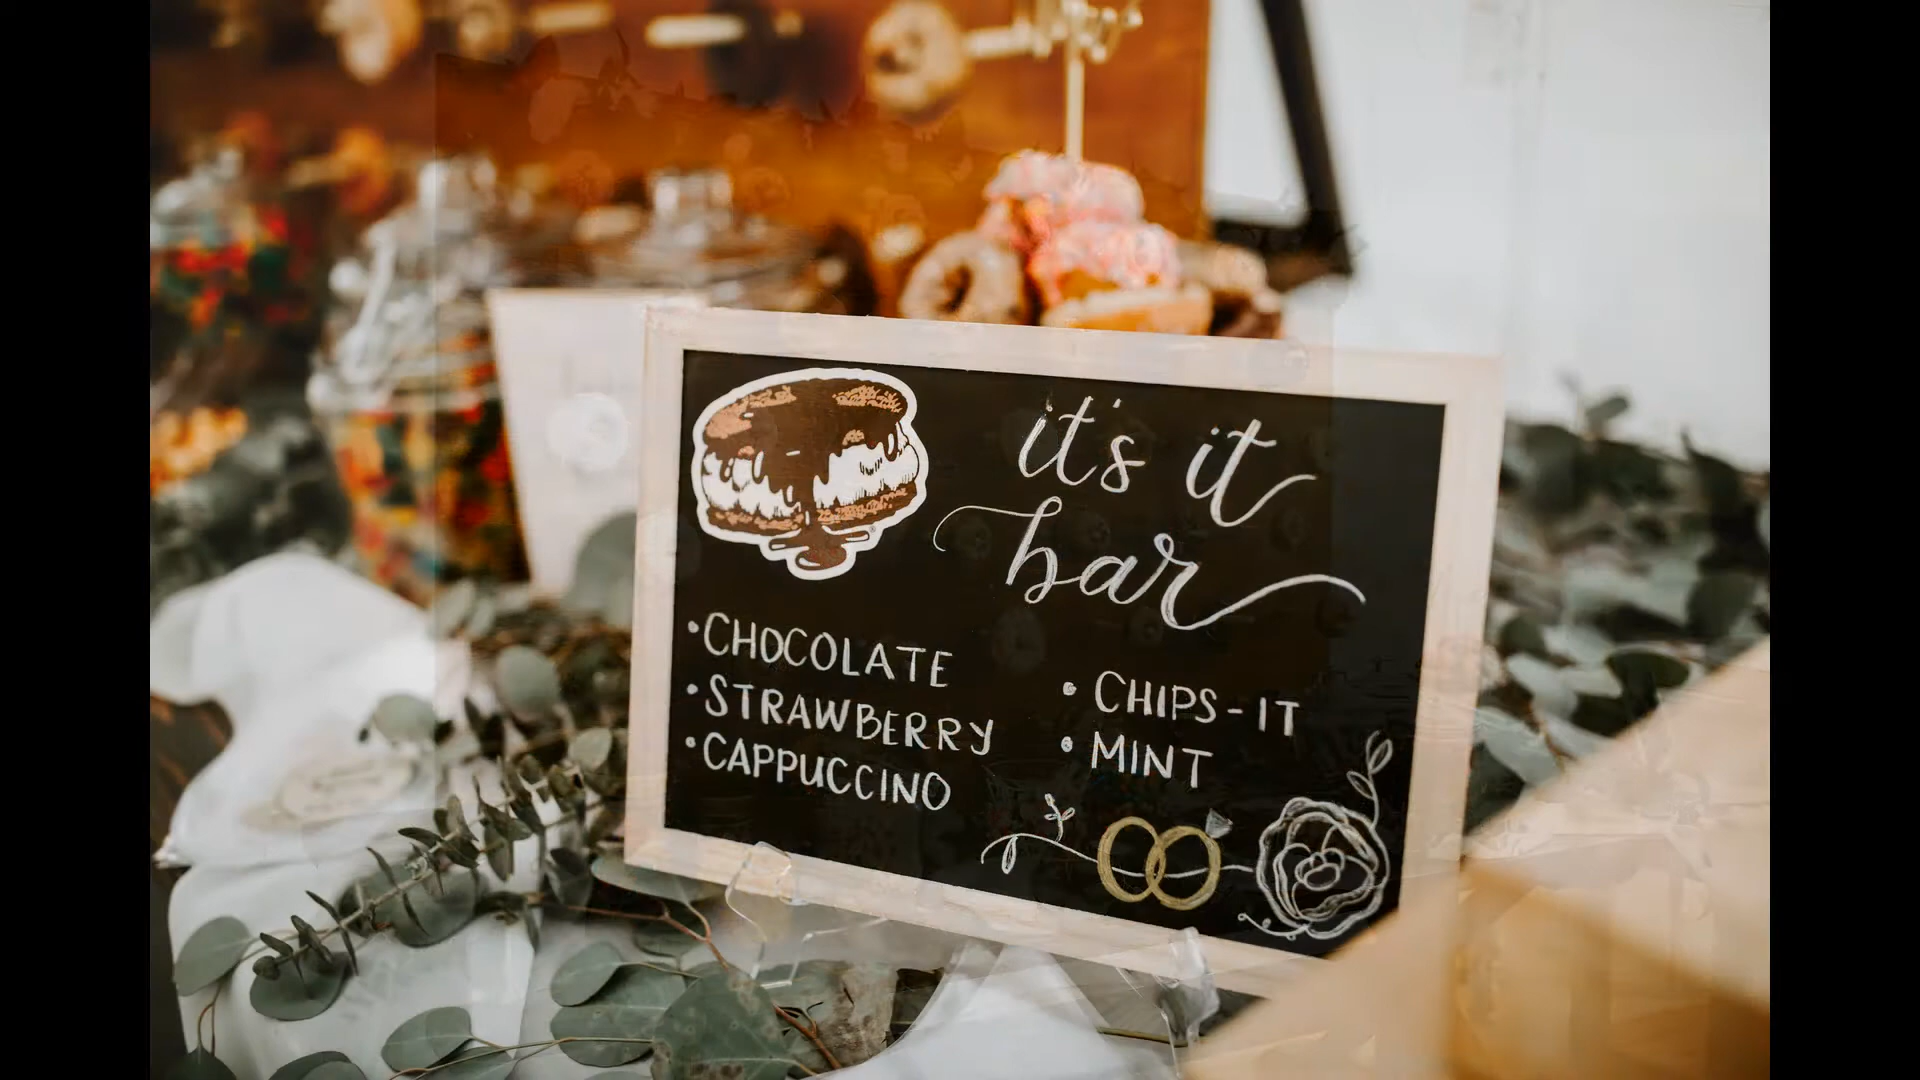 it's it
bar
• CHOCOLATE
• STRAWBERRY
• CAPPUCCINO
• CHIPS-IT
• MINT